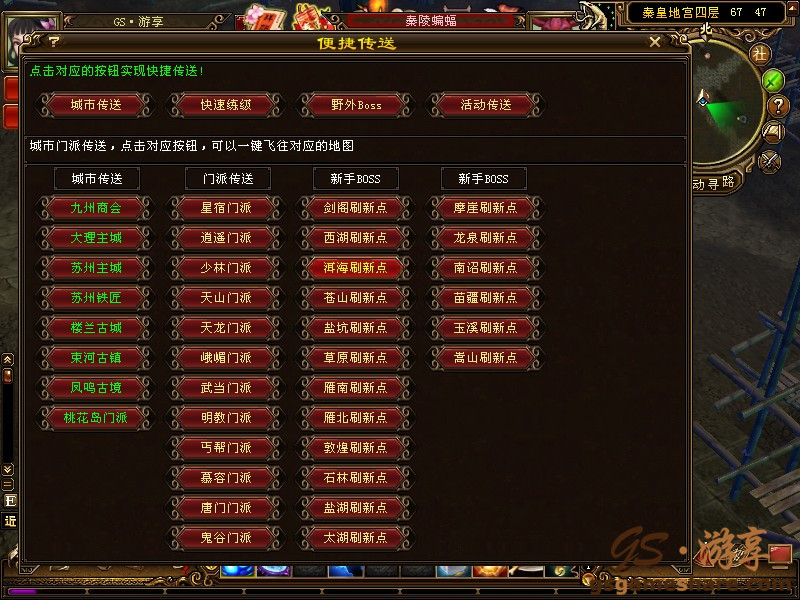 GS·游享
秦陵蝙蝠
秦皇地宫四层 67 47
北
?
便捷传送
社
点击对应的按钮实现快捷传送!
城市传送 快速练级 野外Boss 活动传送
?
城市门派传送，点击对应按钮，可以一键飞往对应的地图
动寻路
城市传送 门派传送 新手BOSS 新手BOSS
九州商会 星宿门派 剑阁刷新点 摩崖刷新点
大理主城 逍遥门派 西湖刷新点 龙泉刷新点
苏州主城 少林门派 洱海刷新点 南诏刷新点
苏州铁匠 天山门派 苍山刷新点 苗疆刷新点
楼兰古城 天龙门派 盐坑刷新点 玉溪刷新点
束河古镇 峨嵋门派 草原刷新点 嵩山刷新点
凤鸣古境 武当门派 雁南刷新点
桃花岛门派 明教门派 雁北刷新点
丐帮门派 敦煌刷新点
慕容门派 石林刷新点
唐门门派 盐湖刷新点
鬼谷门派 太湖刷新点
近
GS·游享